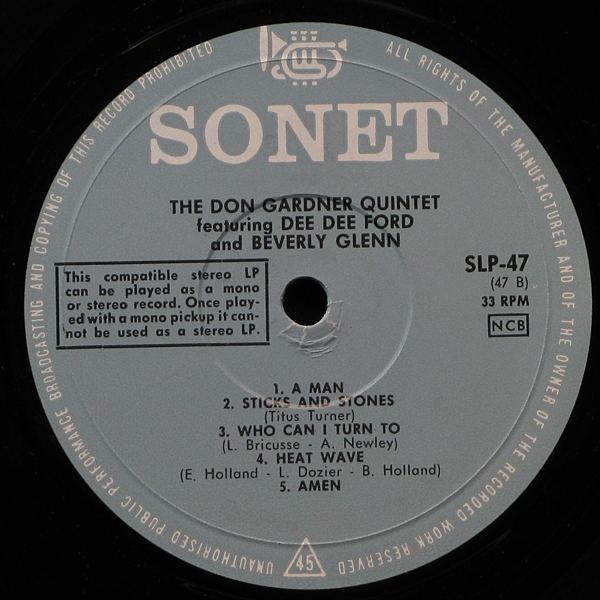 ALL RIGHTS OF THE MANUFACTURER AND OF THE OWNER OF THE RECORDED WORK RESERVED
UNAUTHORISED PUBLIC PERFORMANCE BROADCASTING AND COPYING OF THIS RECORD PROHIBITED
SONET
THE DON GARDNER QUINTET
featuring DEE DEE FORD
and BEVERLY GLENN
This compatible stereo LP
can be played as a mono
or stereo record. Once play-
ed with a mono pickup it can-
not be used as a stereo LP.
SLP-47
(47 B)
33 RPM
NCB
1. A MAN
2. STICKS AND STONES
(Titus Turner)
3. WHO CAN I TURN TO
(L. Bricusse - A. Newley)
4. HEAT WAVE
(E. Holland - L. Dozier - B. Holland)
5. AMEN
45